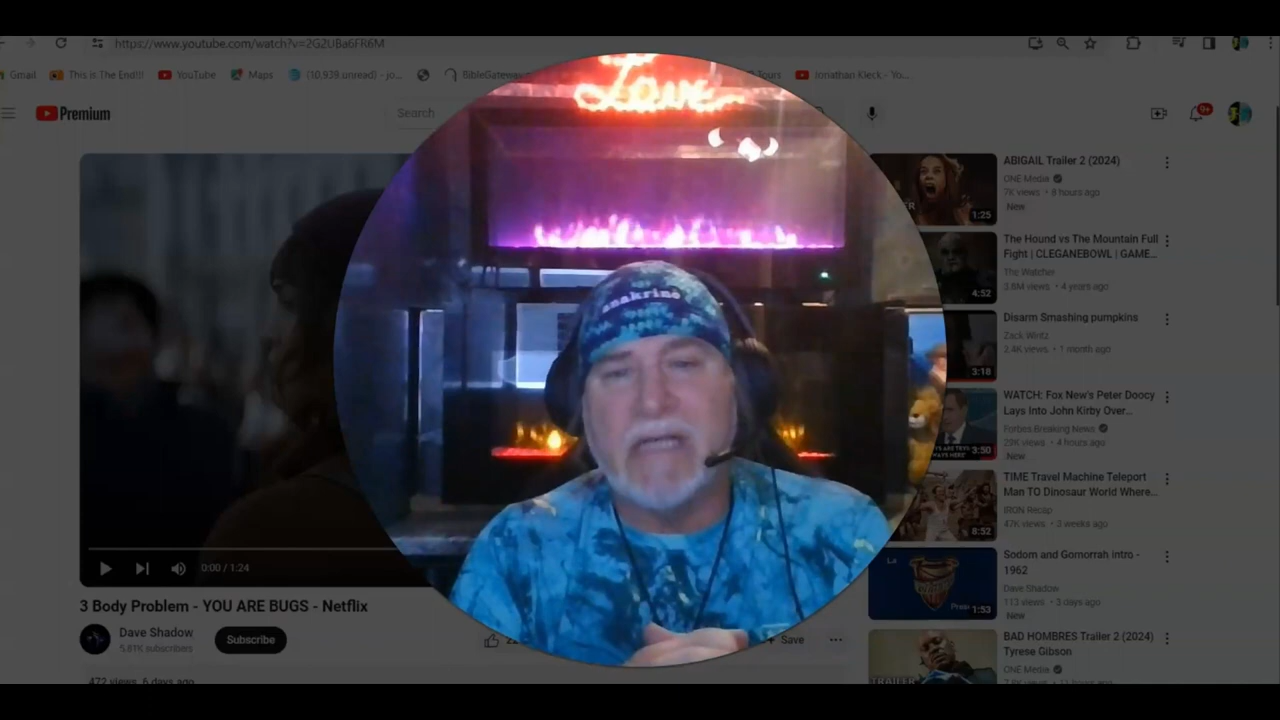 https://www.youtube.com/watch?v=2G2UBa6FR6M
Gmail
This is The End!!!
YouTube
Maps
(10,939 unread) - jo...
BibleGateway
Tours
Jonathan Kleck - Yo...
Premium
Search
9+
Love
anakrino
ABIGAIL Trailer 2 (2024)
ONE Media
7K views • 8 hours ago
New
1:25
The Hound vs The Mountain Full
Fight | CLEGANEBOWL | GAME...
The Watcher
3.8M views • 4 years ago
4:52
Disarm Smashing pumpkins
Zack Wirtz
2.4K views • 1 month ago
3:18
WATCH: Fox New's Peter Doocy
Lays Into John Kirby Over...
Forbes Breaking News
29K views • 4 hours ago
New
3:50
TIME Travel Machine Teleport
Man TO Dinosaur World Where...
IRON Recap
47K views • 3 weeks ago
8:52
Sodom and Gomorrah intro -
1962
Dave Shadow
113 views • 3 days ago
New
1:53
BAD HOMBRES Trailer 2 (2024)
Tyrese Gibson
ONE Media
TRAILER
0:00 / 1:24
3 Body Problem - YOU ARE BUGS - Netflix
Dave Shadow
5.81K subscribers
Subscribe
Save
472 views 6 days ago